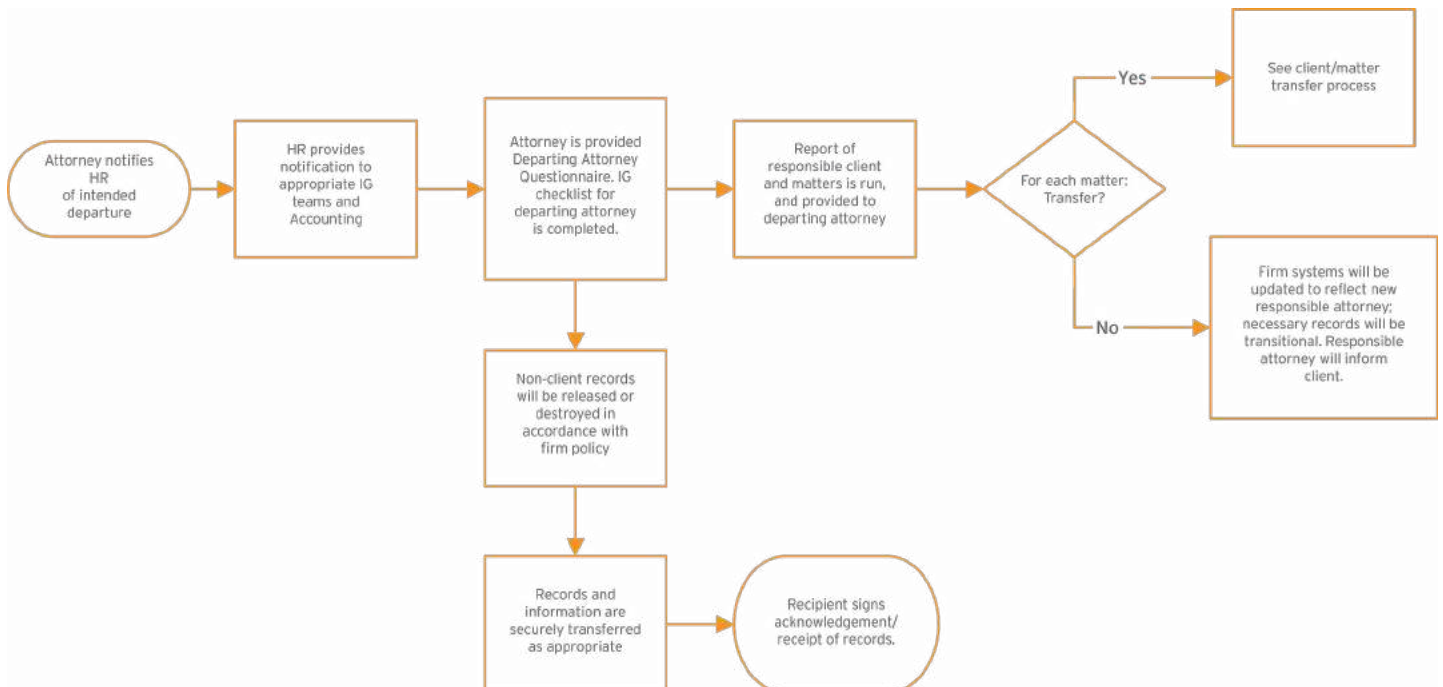 Attorney notifies
HR
of intended
departure
HR provides
notification to
appropriate IG
teams and
Accounting
Attorney is provided
Departing Attorney
Questionnaire. IG
checklist for
departing attorney
is completed.
Report of
responsible client
and matters is run,
and provided to
departing attorney
For each matter:
Transfer?
Yes
See client/matter
transfer process
No
Firm systems will be
updated to reflect new
responsible attorney;
necessary records will be
transitional. Responsible
attorney will inform
client.
Non-client records
will be released or
destroyed in
accordance with
firm policy
Records and
information are
securely transferred
as appropriate
Recipient signs
acknowledgement/
receipt of records.